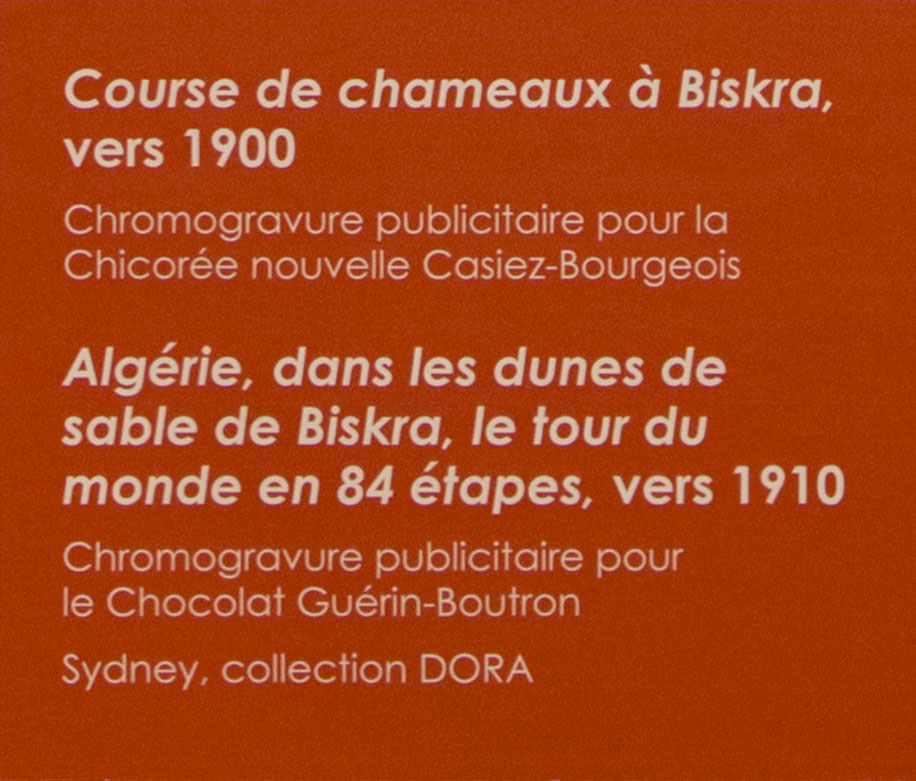 Course de chameaux à Biskra,
vers 1900
Chromogravure publicitaire pour la
Chicorée nouvelle Casiez-Bourgeois
Algérie, dans les dunes de
sable de Biskra, le tour du
monde en 84 étapes, vers 1910
Chromogravure publicitaire pour
le Chocolat Guérin-Boutron
Sydney, collection DORA